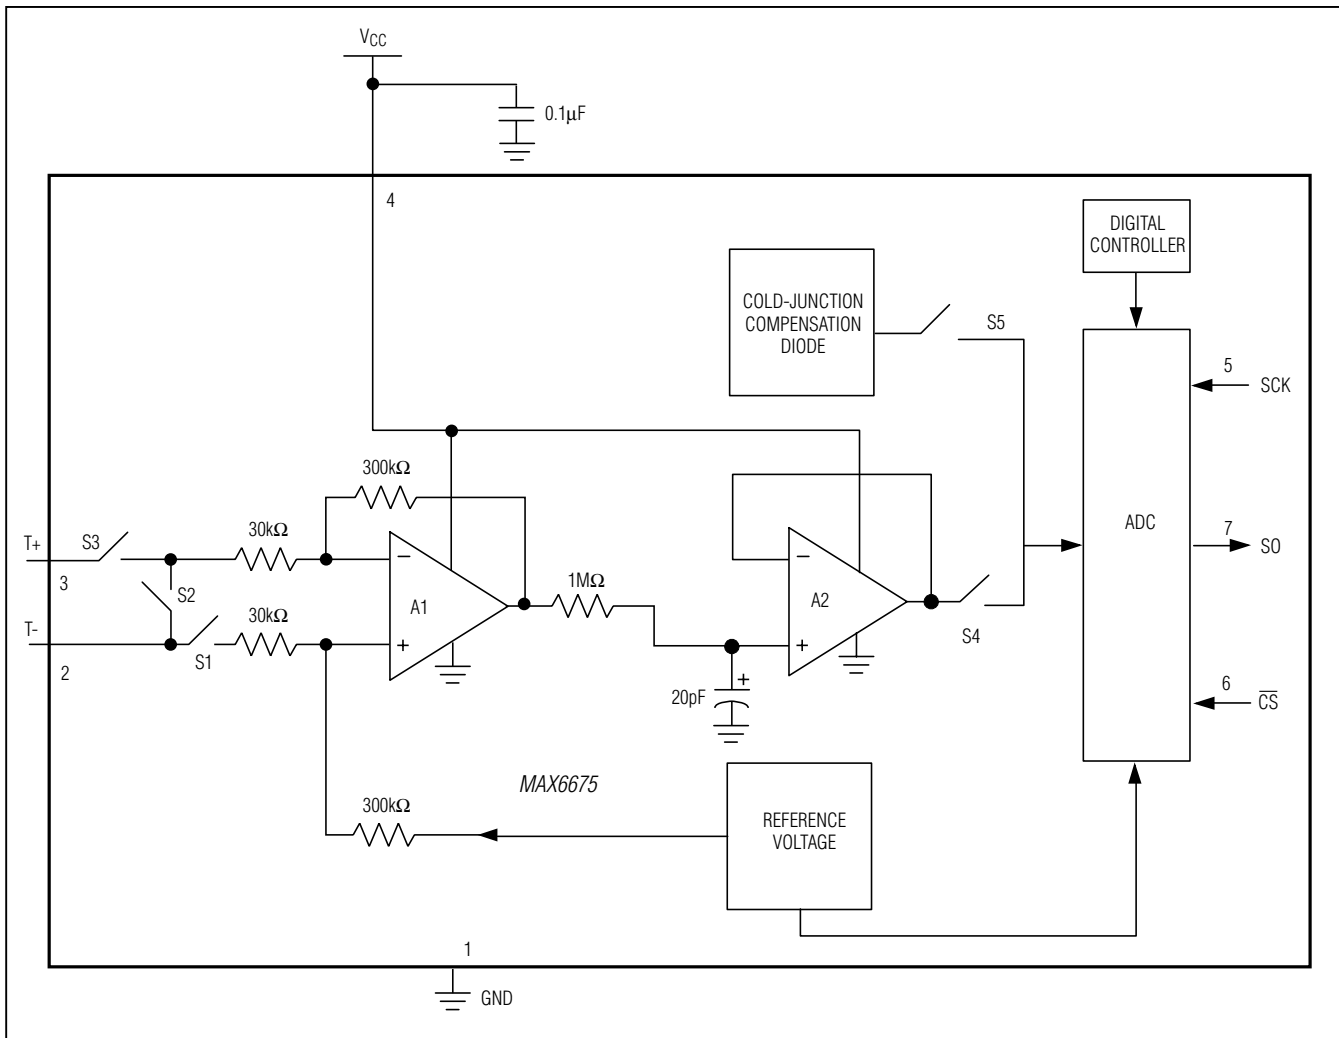 VCC
0.1µF
4
DIGITAL
CONTROLLER
COLD-JUNCTION
COMPENSATION
DIODE
S5
5
SCK
300kΩ
30kΩ
ADC
T+
S3
3
7
SO
S2
1MΩ
A1
A2
T-
30kΩ
S1
2
S4
20pF
+
6
CS
MAX6675
300kΩ
REFERENCE
VOLTAGE
1
GND